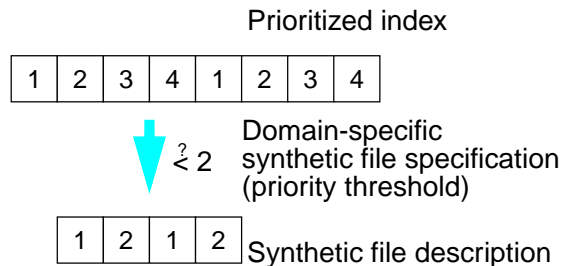 Prioritized index
1 2 3 4 1 2 3 4
? < 2
Domain-specific
synthetic file specification
(priority threshold)
1 2 1 2
Synthetic file description